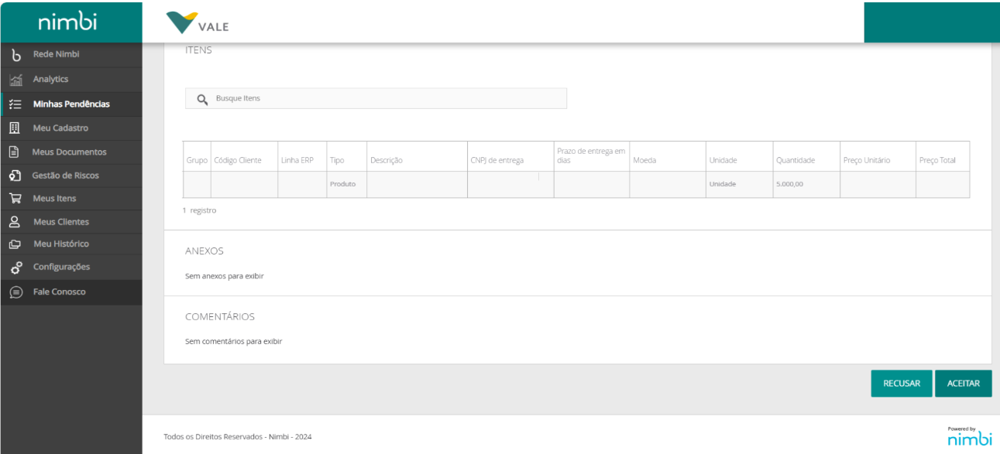 nimbi
VALE
Rede Nimbi
Analytics
Minhas Pendências
Meu Cadastro
Meus Documentos
Gestão de Riscos
Meus Itens
Meus Clientes
Meu Histórico
Configurações
Fale Conosco
ITENS
Busque Itens
Grupo Código Cliente Linha ERP Tipo Descrição CNPJ de entrega Prazo de entrega em dias Moeda Unidade Quantidade Preço Unitário Preço Total
Produto Unidade 5.000,00
1 registro
ANEXOS
Sem anexos para exibir
COMENTÁRIOS
Sem comentários para exibir
RECUSAR ACEITAR
Todos os Direitos Reservados - Nimbi - 2024
Powered by
nimbi